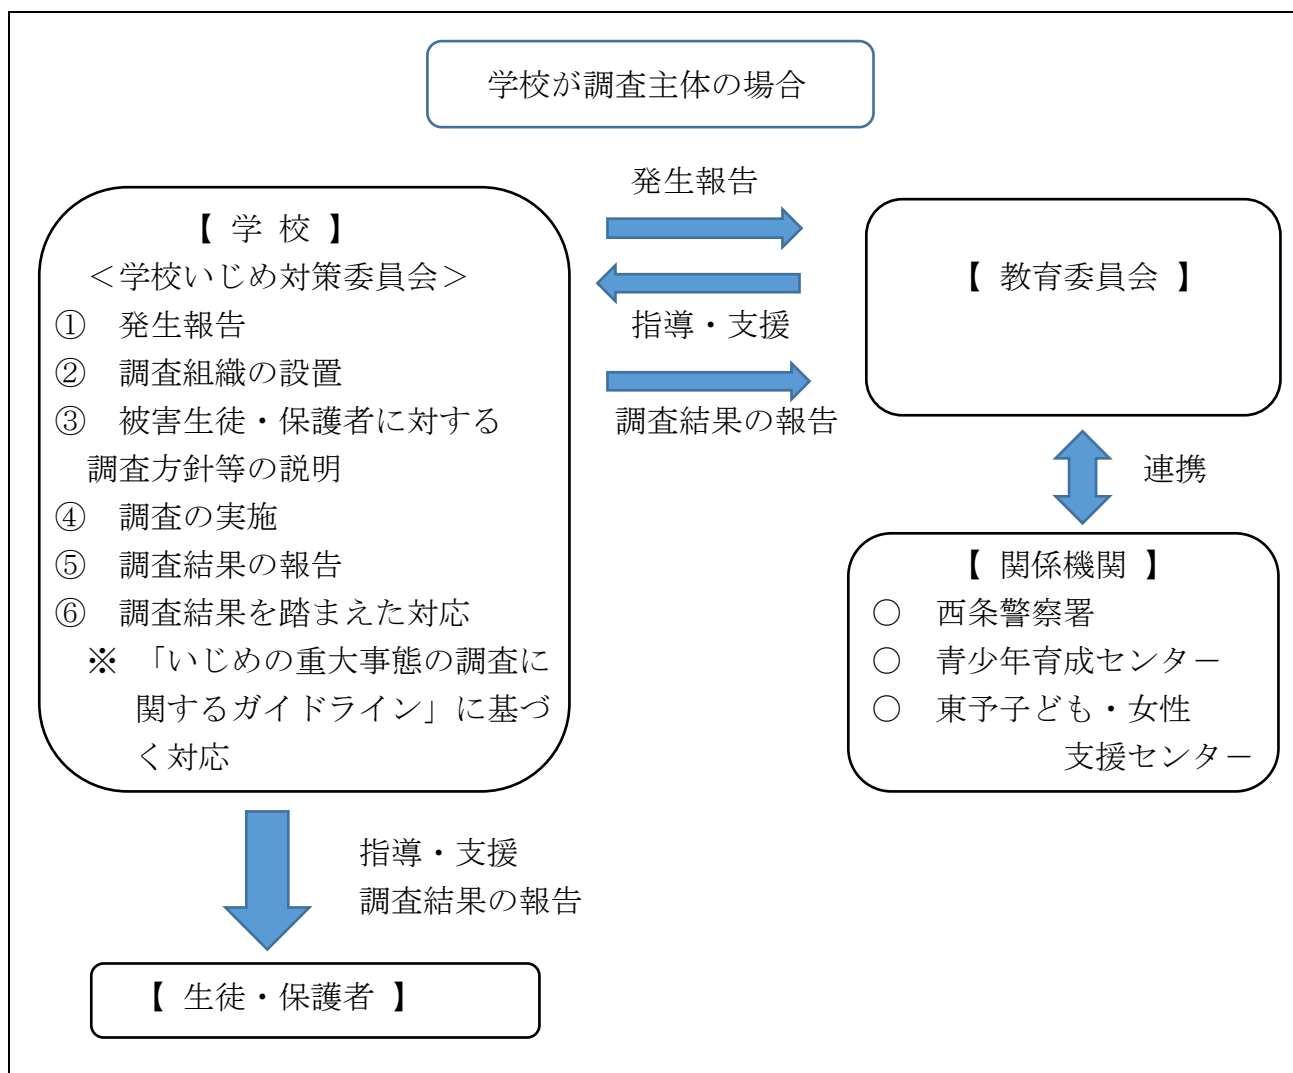 学校が調査主体の場合
【 学 校 】
＜学校いじめ対策委員会＞
① 発生報告
② 調査組織の設置
③ 被害生徒・保護者に対する
調査方針等の説明
④ 調査の実施
⑤ 調査結果の報告
⑥ 調査結果を踏まえた対応
※ 「いじめの重大事態の調査に
関するガイドライン」に基づ
く対応
発生報告
指導・支援
調査結果の報告
【 教育委員会 】
連携
【 関係機関 】
○ 西条警察署
○ 青少年育成センター
○ 東予子ども・女性
支援センター
指導・支援
調査結果の報告
【 生徒・保護者 】